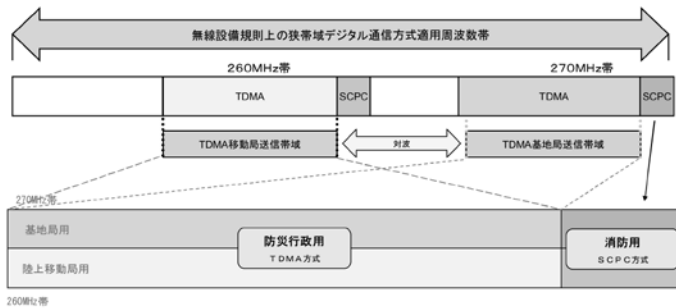 無線設備規則上の狭帯域デジタル通信方式適用周波数帯
260MHz帯
270MHz帯
TDMA
SCPC
TDMA
SCPC
TDMA移動局送信帯域
対波
TDMA基地局送信帯域
270MHz帯
基地局用
防災行政用
TDMA方式
消防用
SCPC方式
陸上移動局用
260MHz帯